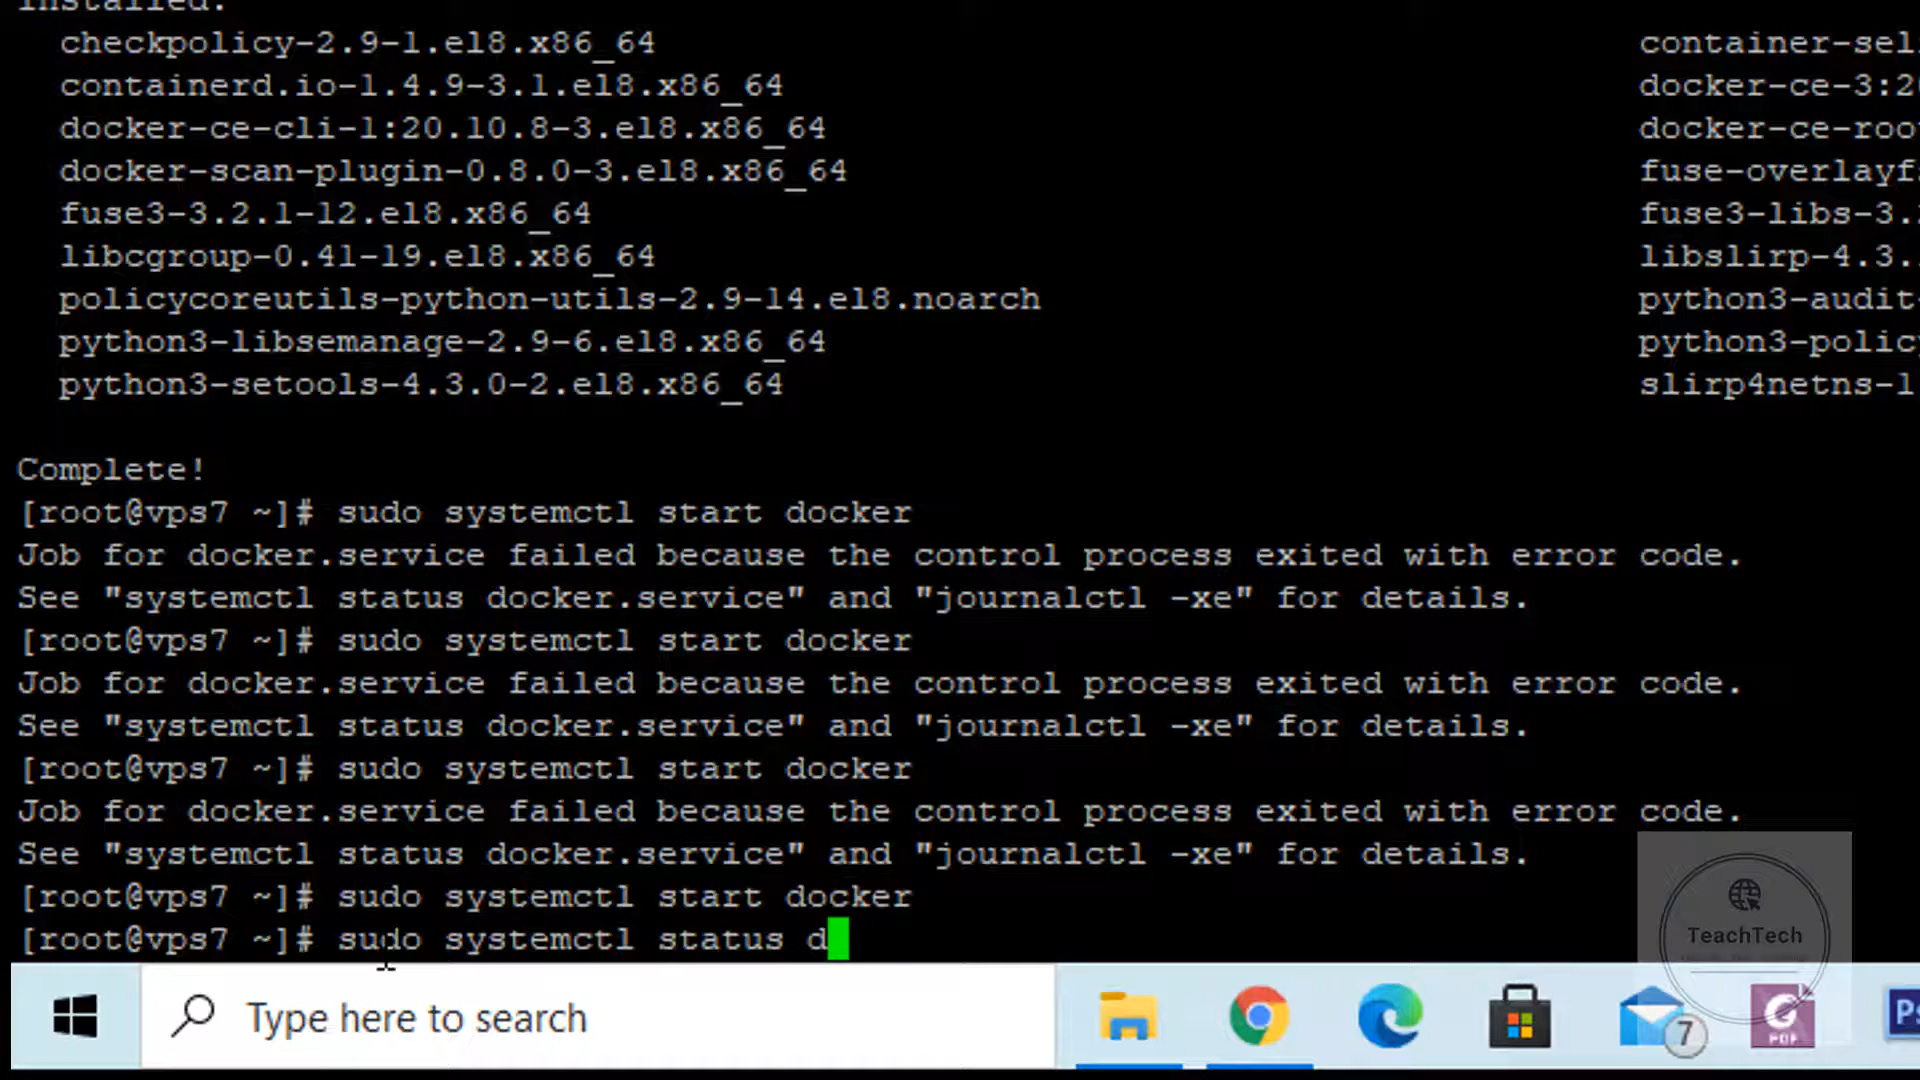 Installed:
checkpolicy-2.9-1.el8.x86_64 container-sel
containerd.io-1.4.9-3.1.el8.x86_64 docker-ce-3:20
docker-ce-cli-1:20.10.8-3.el8.x86_64 docker-ce-roo
docker-scan-plugin-0.8.0-3.el8.x86_64 fuse-overlayfs
fuse3-3.2.1-12.el8.x86_64 fuse3-libs-3.
libcgroup-0.41-19.el8.x86_64 libslirp-4.3.
policycoreutils-python-utils-2.9-14.el8.noarch python3-audit-
python3-libsemanage-2.9-6.el8.x86_64 python3-policy
python3-setools-4.3.0-2.el8.x86_64 slirp4netns-1
Complete!
[root@vps7 ~]# sudo systemctl start docker
Job for docker.service failed because the control process exited with error code.
See "systemctl status docker.service" and "journalctl -xe" for details.
[root@vps7 ~]# sudo systemctl start docker
Job for docker.service failed because the control process exited with error code.
See "systemctl status docker.service" and "journalctl -xe" for details.
[root@vps7 ~]# sudo systemctl start docker
Job for docker.service failed because the control process exited with error code.
See "systemctl status docker.service" and "journalctl -xe" for details.
[root@vps7 ~]# sudo systemctl start docker
[root@vps7 ~]# sudo systemctl status d
TeachTech
Type here to search
7
PDF
Ps